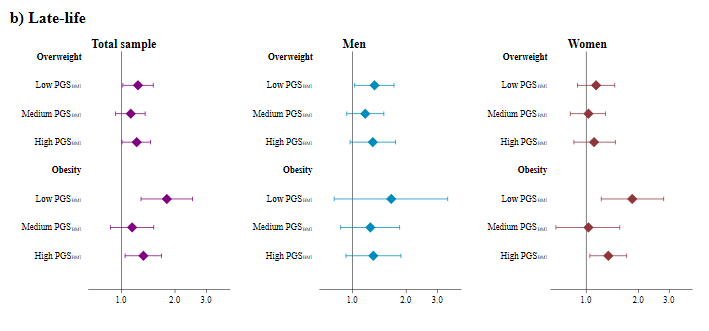 b) Late-life
Total sample
Overweight
Low PGSBMI
Medium PGSBMI
High PGSBMI
Obesity
Low PGSBMI
Medium PGSBMI
High PGSBMI
1.0 2.0 3.0
Men
Overweight
Low PGSBMI
Medium PGSBMI
High PGSBMI
Obesity
Low PGSBMI
Medium PGSBMI
High PGSBMI
1.0 2.0 3.0
Women
Overweight
Low PGSBMI
Medium PGSBMI
High PGSBMI
Obesity
Low PGSBMI
Medium PGSBMI
High PGSBMI
1.0 2.0 3.0